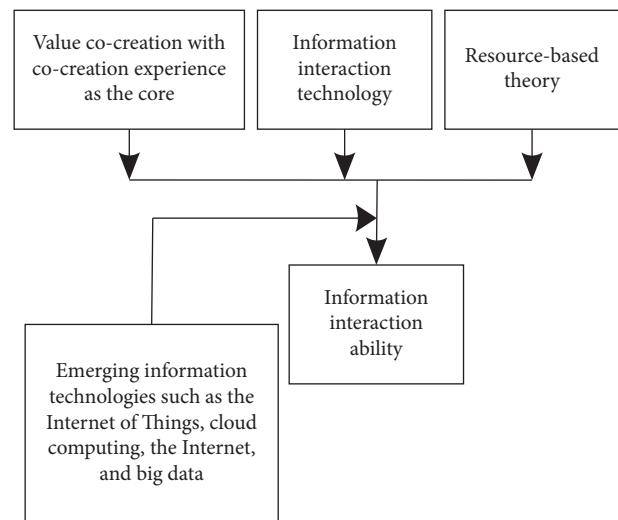 Value co-creation with
co-creation experience
as the core
Information
interaction
technology
Resource-based
theory
Information
interaction
ability
Emerging information
technologies such as the
Internet of Things, cloud
computing, the Internet,
and big data